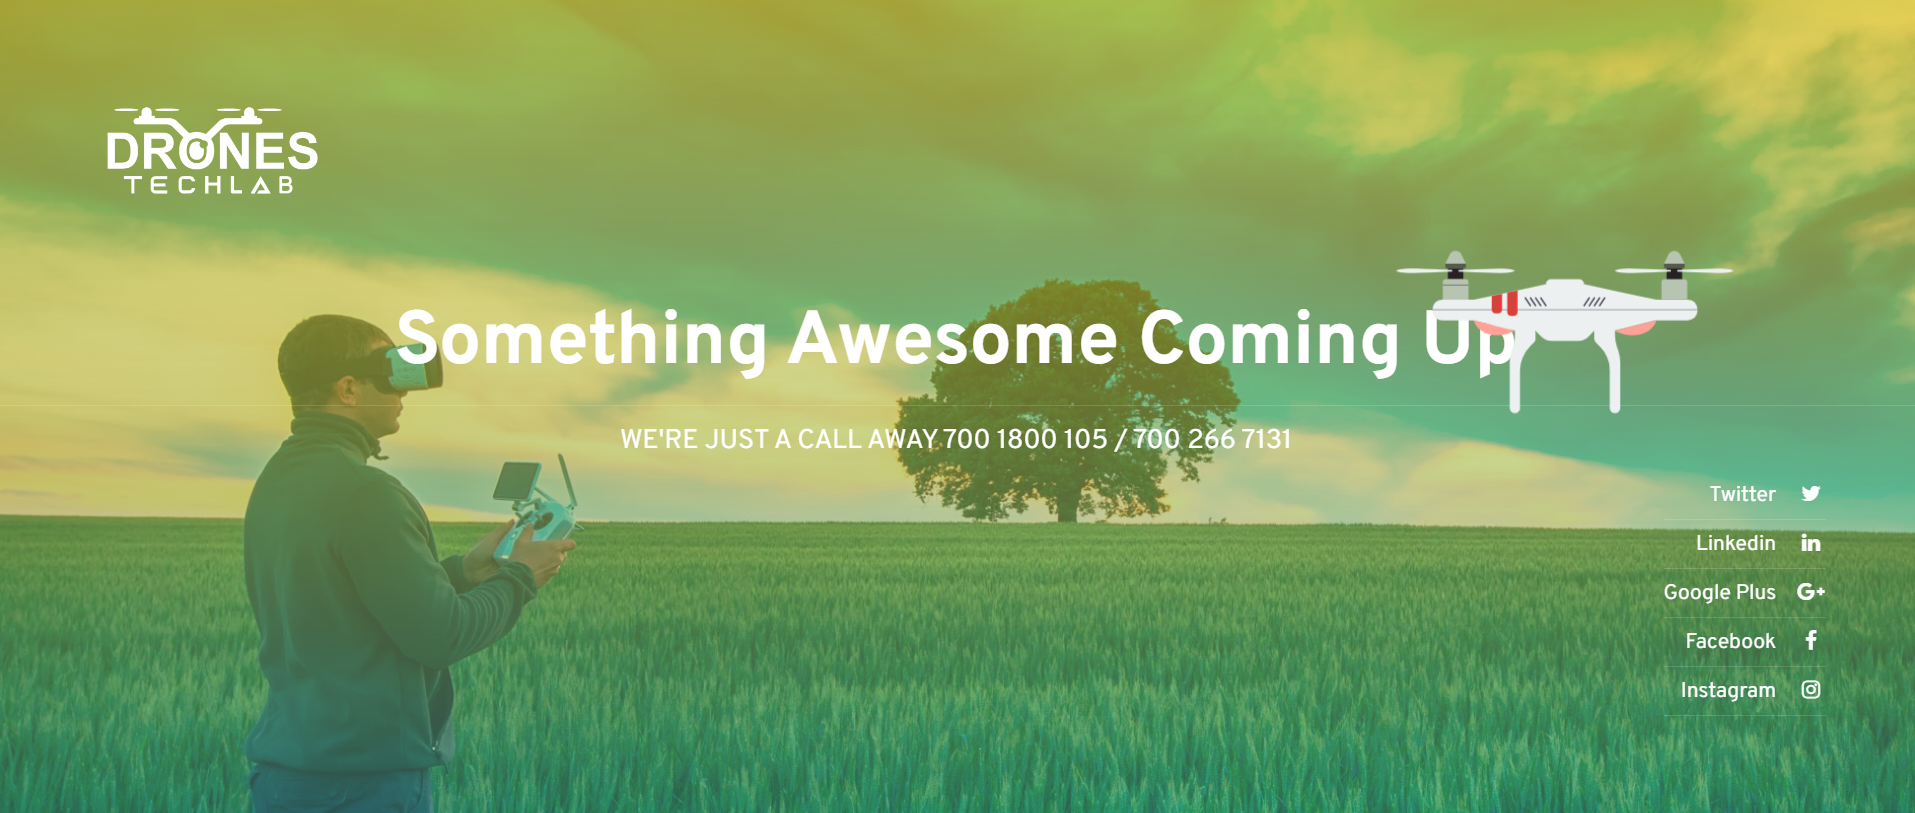 DRONES
TECHLAB
Something Awesome Coming Up
WE'RE JUST A CALL AWAY 700 1800 105 / 700 266 7131
Twitter
Linkedin
Google Plus
Facebook
Instagram